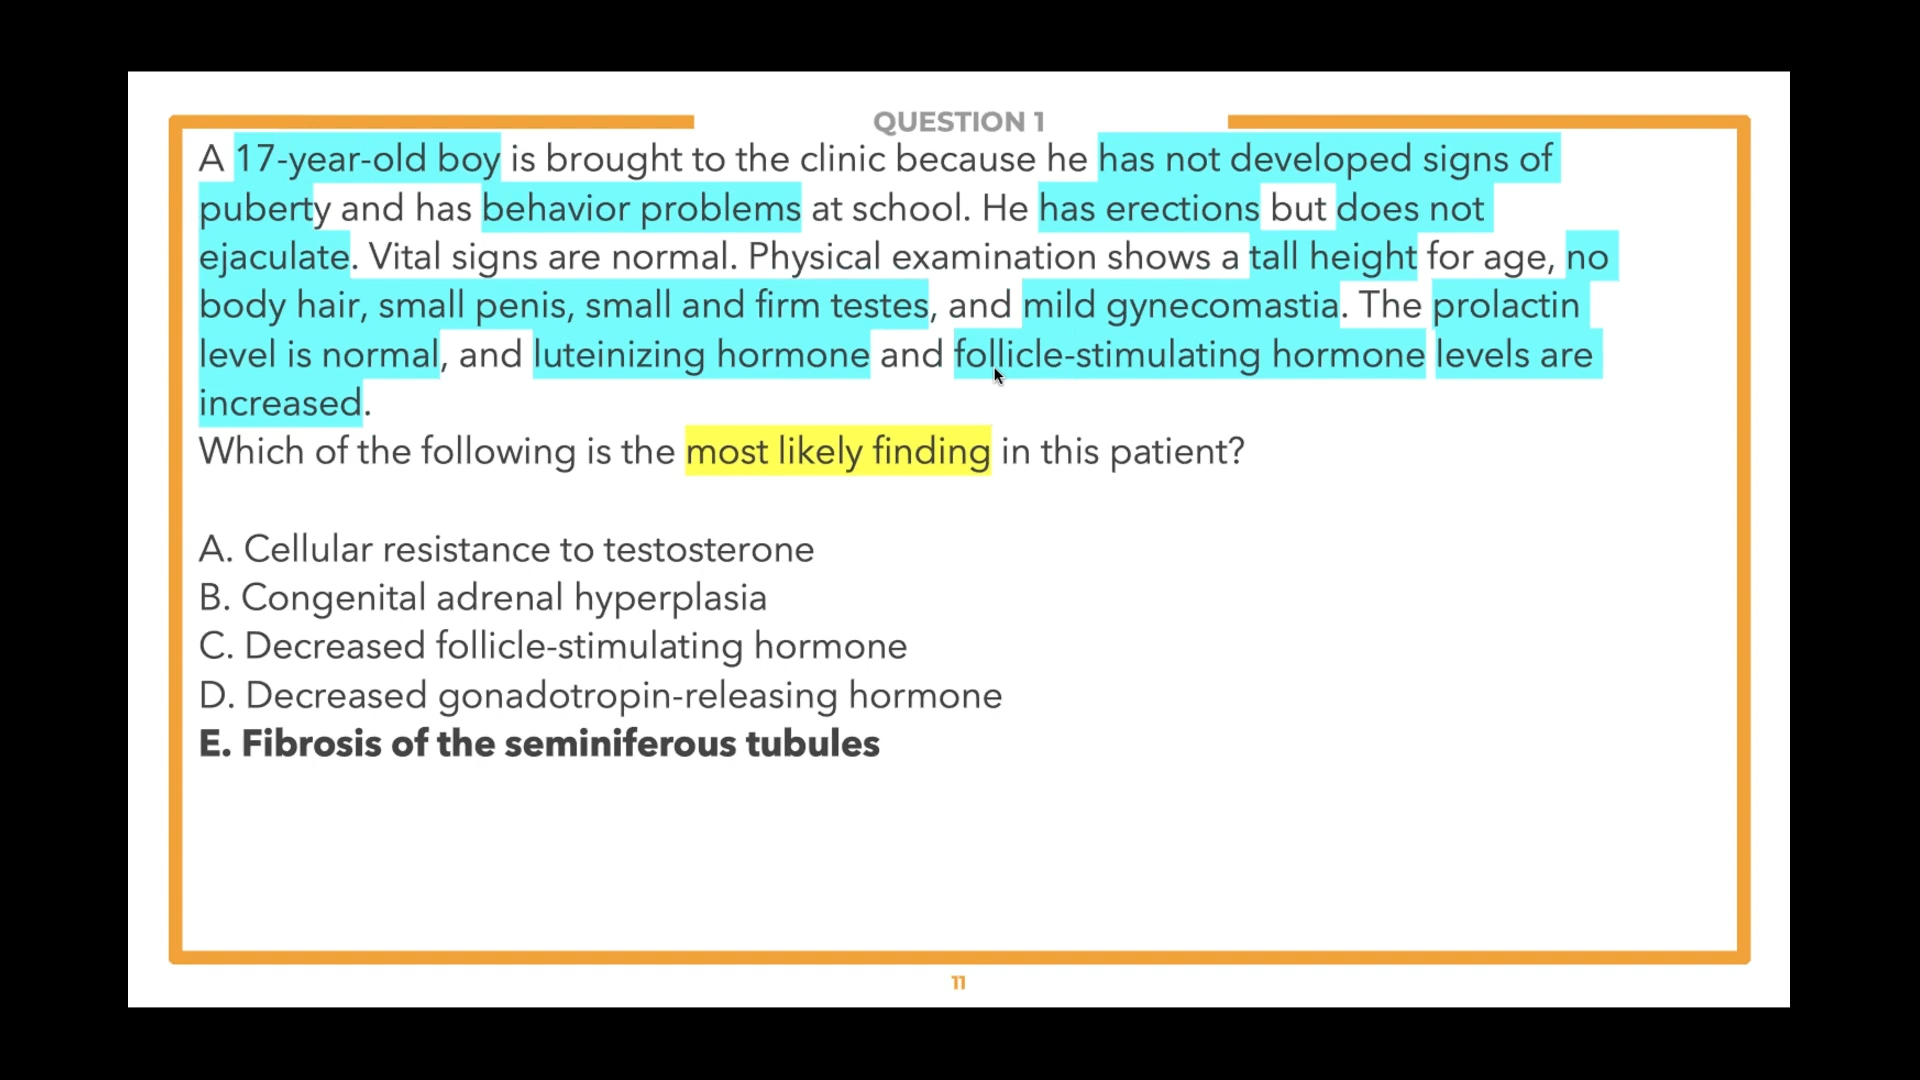 QUESTION 1
A 17-year-old boy is brought to the clinic because he has not developed signs of
puberty and has behavior problems at school. He has erections but does not
ejaculate. Vital signs are normal. Physical examination shows a tall height for age, no
body hair, small penis, small and firm testes, and mild gynecomastia. The prolactin
level is normal, and luteinizing hormone and follicle-stimulating hormone levels are
increased.
Which of the following is the most likely finding in this patient?
A. Cellular resistance to testosterone
B. Congenital adrenal hyperplasia
C. Decreased follicle-stimulating hormone
D. Decreased gonadotropin-releasing hormone
E. Fibrosis of the seminiferous tubules
11